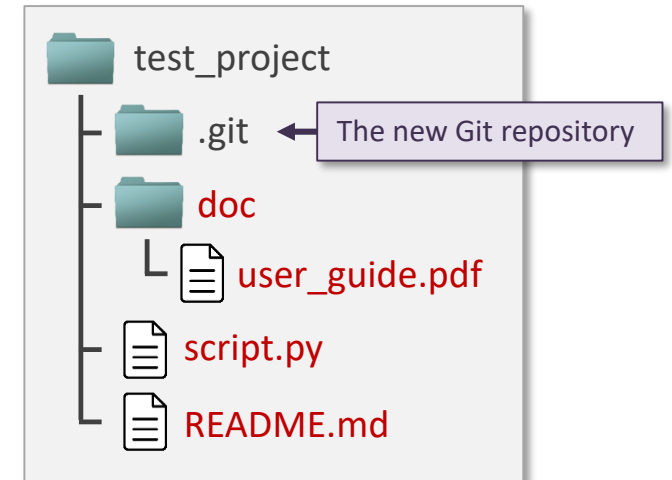 test_project
.git
The new Git repository
doc
user_guide.pdf
script.py
README.md